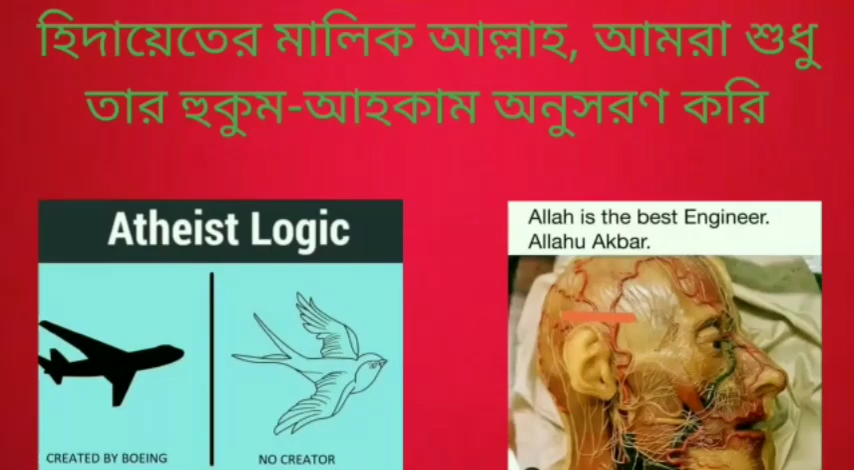 হিদায়েতের মালিক আল্লাহ, আমরা শুধু
তার হুকুম-আহকাম অনুসরণ করি
Atheist Logic
CREATED BY BOEING
NO CREATOR
Allah is the best Engineer.
Allahu Akbar.